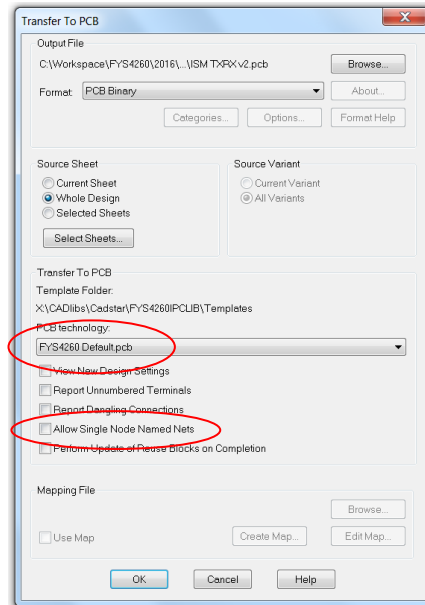 Transfer To PCB
Output File
C:\Workspace\FYS4260\2016\...\ISM TXRX v2.pcb Browse...
Format: PCB Binary About...
Categories... Options... Format Help
Source Sheet Source Variant
Current Sheet Current Variant
Whole Design All Variants
Selected Sheets
Select Sheets...
Transfer To PCB
Template Folder:
X:\CADlibs\Cadstar\FYS4260IPCLIB\Templates
PCB technology:
FYS4260 Default.pcb
View New Design Settings
Report Unnumbered Terminals
Report Dangling Connections
Allow Single Node Named Nets
Perform Update of Reuse Blocks on Completion
Mapping File
Browse...
Use Map Create Map... Edit Map...
OK Cancel Help